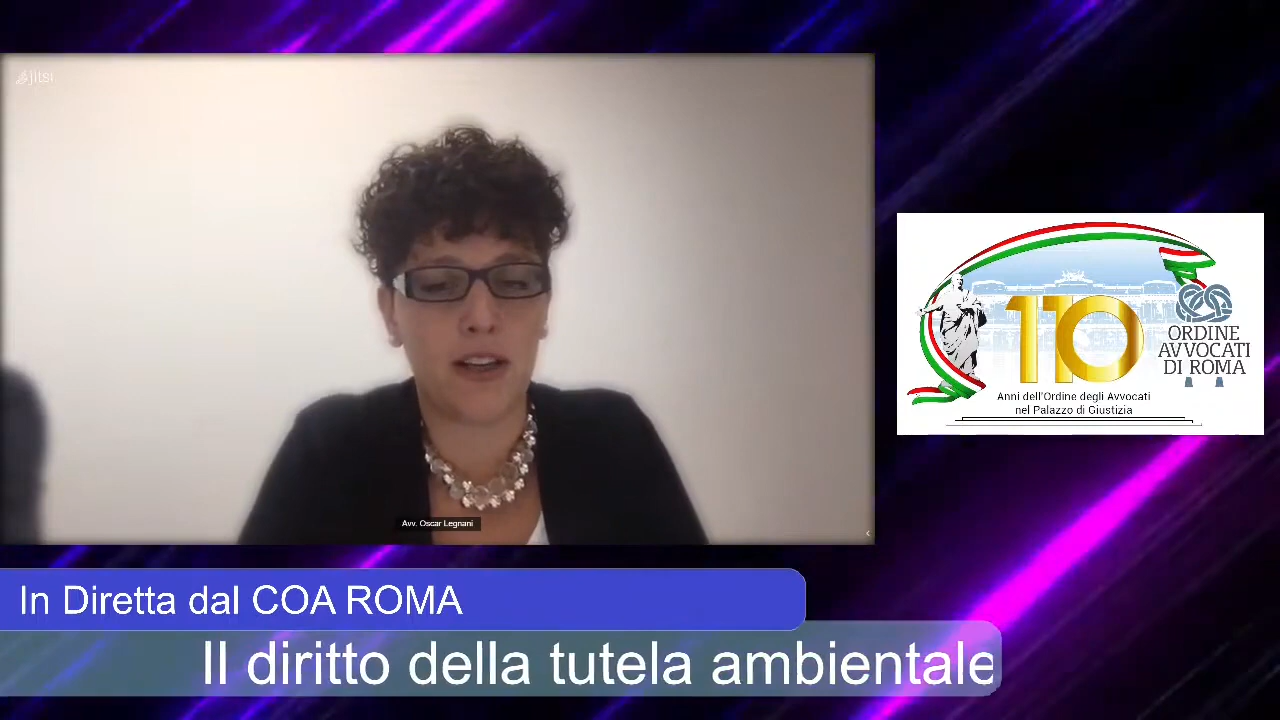 jitsi
Avv. Oscar Legnani
110
ORDINE
AVVOCATI
DI ROMA
Anni dell'Ordine degli Avvocati
nel Palazzo di Giustizia
In Diretta dal COA ROMA
Il diritto della tutela ambientale